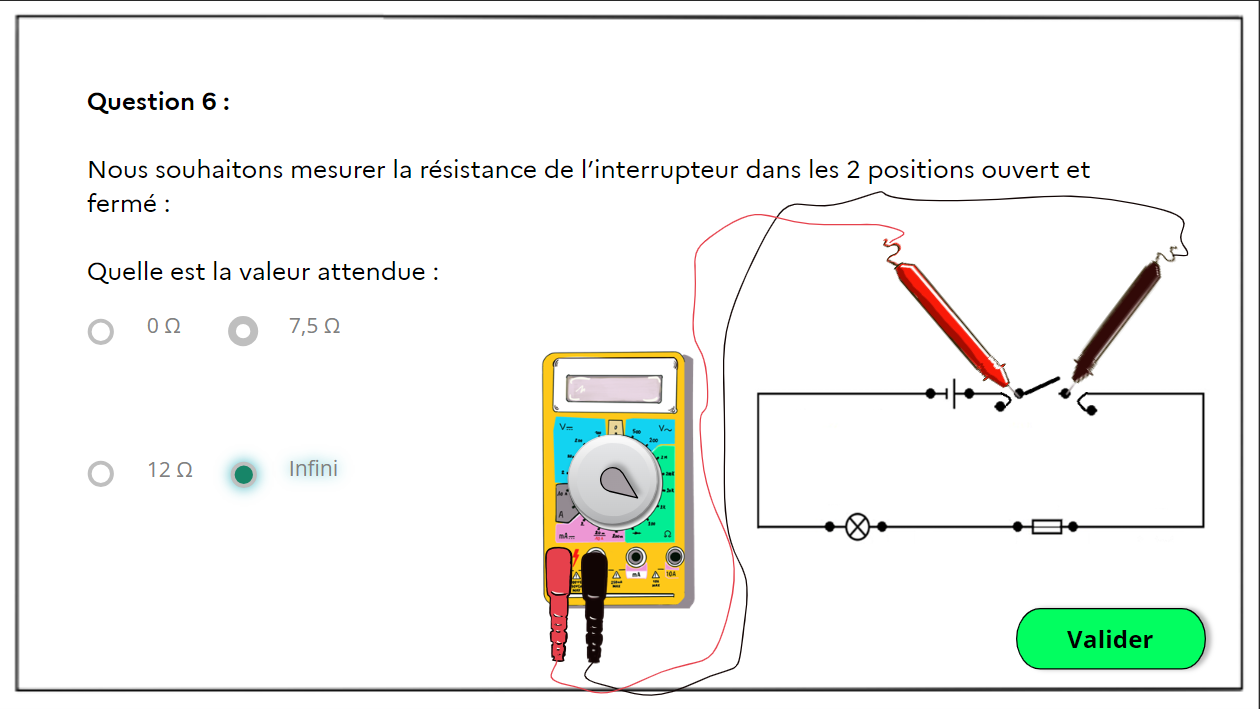 Question 6 :
Nous souhaitons mesurer la résistance de l’interrupteur dans les 2 positions ouvert et
fermé :
Quelle est la valeur attendue :
0 Ω
7,5 Ω
12 Ω
Infini
V=
V~
A
mA
Ω
mA
10A
Valider